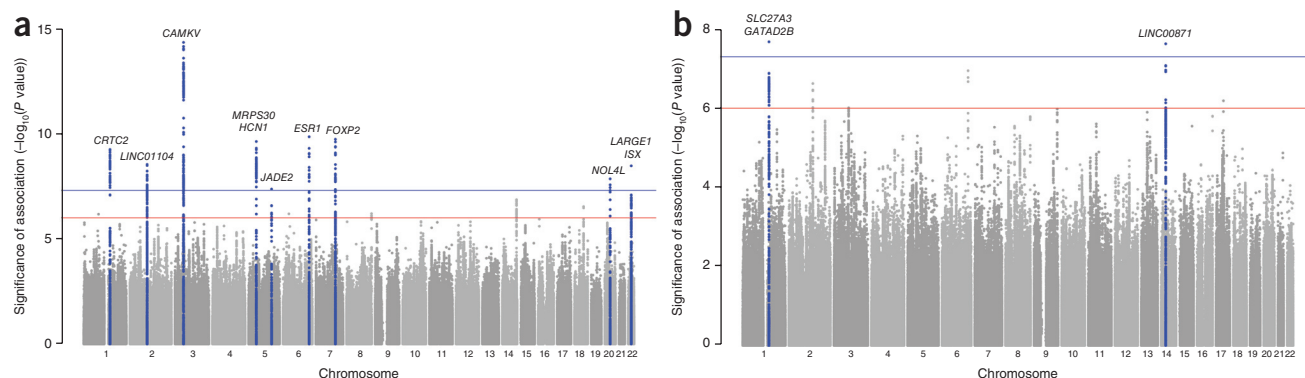 a
Significance of association (–log10(P value))
15
10
5
0
CAMKV
CRTC2
LINC01104
MRPS30
HCN1
JADE2
ESR1
FOXP2
LARGE1
ISX
NOL4L
1 2 3 4 5 6 7 8 9 10 11 12 13 14 15 16 17 18 19 20 21 22
Chromosome
b
Significance of association (–log10(P value))
8
6
4
2
0
SLC27A3
GATAD2B
LINC00871
1 2 3 4 5 6 7 8 9 10 11 12 13 14 15 16 17 18 19 20 21 22
Chromosome